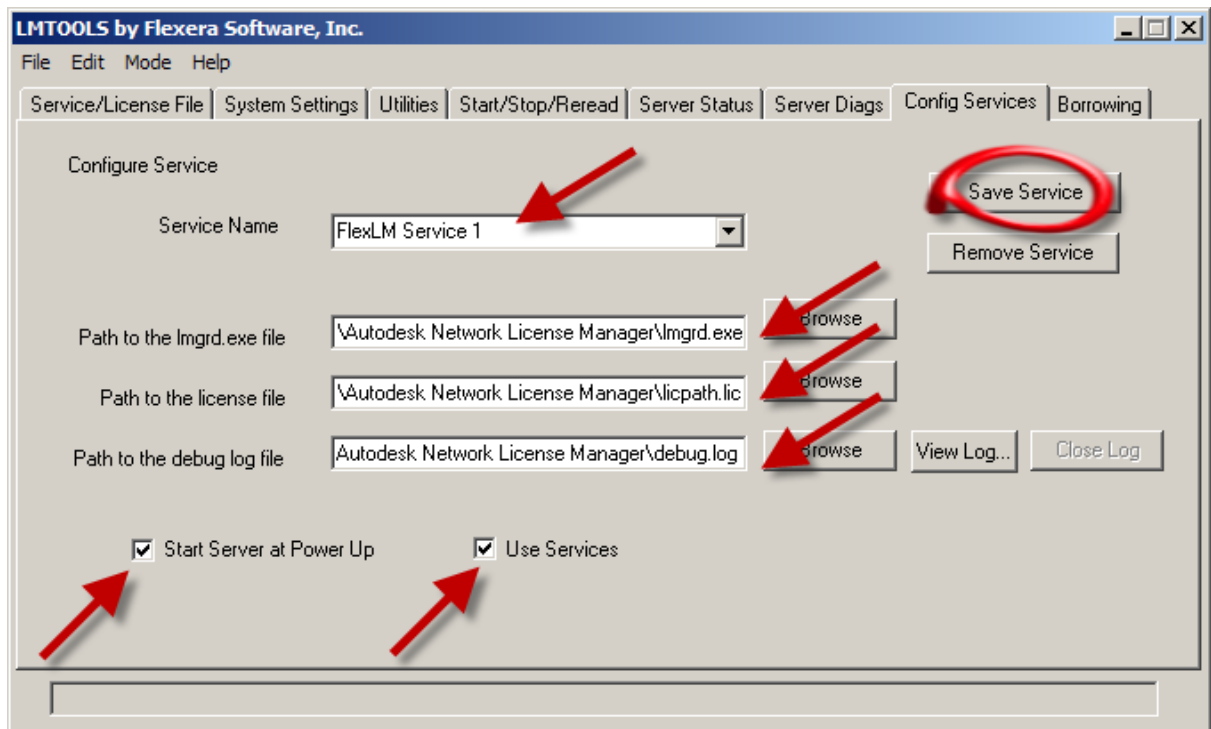 LMTOOLS by Flexera Software, Inc.
File Edit Mode Help
Service/License File System Settings Utilities Start/Stop/Reread Server Status Server Diags Config Services Borrowing
Configure Service
Save Service
Service Name FlexLM Service 1
Remove Service
Path to the lmgrd.exe file \Autodesk Network License Manager\lmgrd.exe Browse
Path to the license file \Autodesk Network License Manager\licpath.lic Browse
Path to the debug log file Autodesk Network License Manager\debug.log Browse View Log... Close Log
Start Server at Power Up Use Services